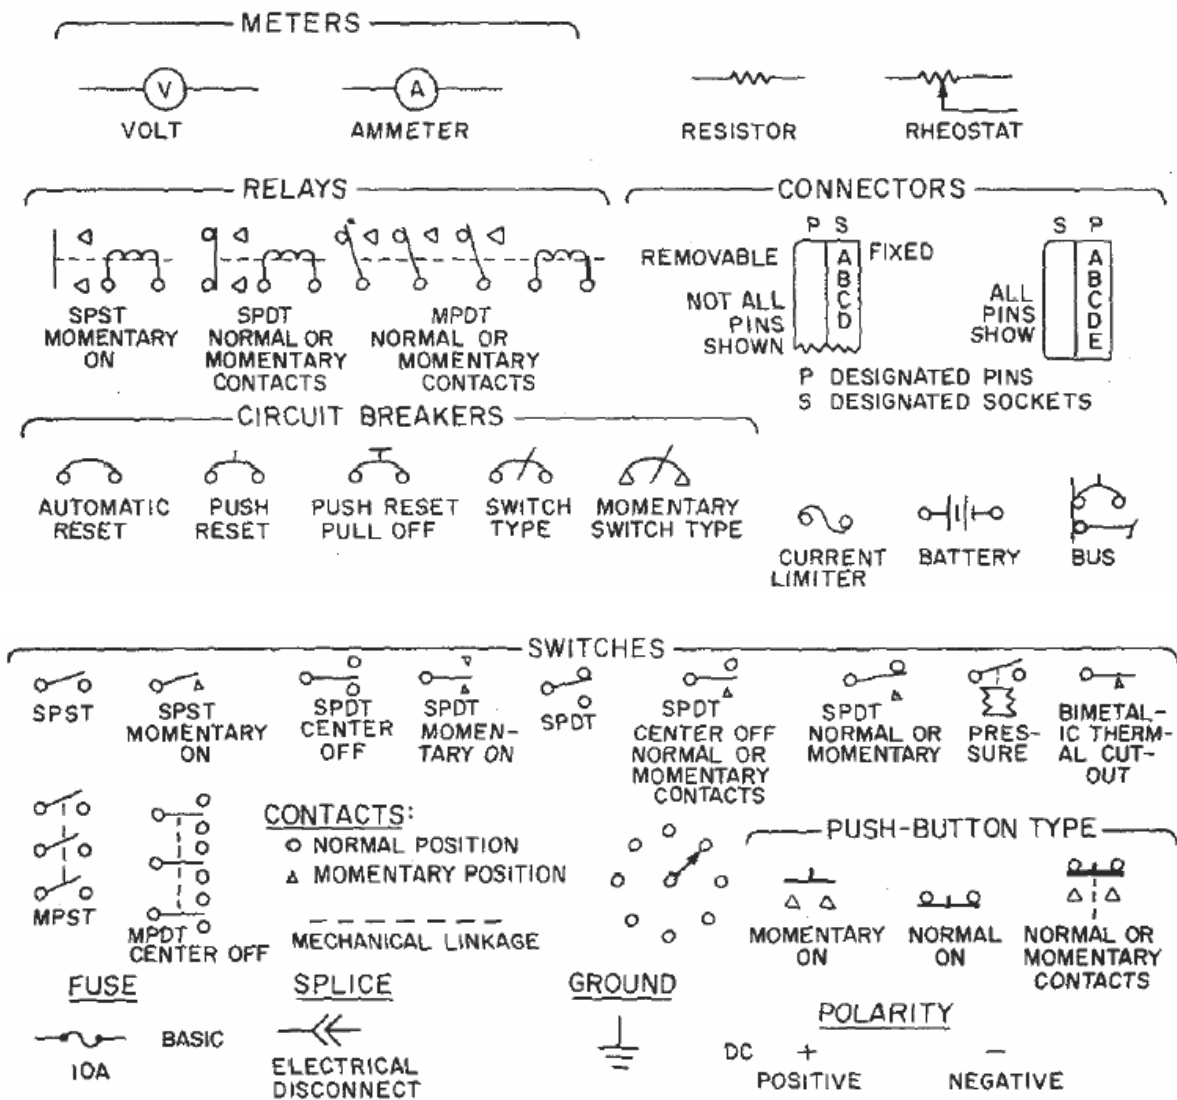 METERS
V
VOLT
A
AMMETER
RESISTOR
RHEOSTAT
RELAYS
SPST
MOMENTARY
ON
SPDT
NORMAL OR
MOMENTARY
CONTACTS
MPDT
NORMAL OR
MOMENTARY
CONTACTS
CONNECTORS
P S
REMOVABLE
A
B
C
D
FIXED
NOT ALL
PINS
SHOWN
S P
ALL
PINS
SHOW
A
B
C
D
E
P DESIGNATED PINS
S DESIGNATED SOCKETS
CIRCUIT BREAKERS
AUTOMATIC
RESET
PUSH
RESET
PUSH RESET
PULL OFF
SWITCH
TYPE
MOMENTARY
SWITCH TYPE
CURRENT
LIMITER
BATTERY
BUS
SWITCHES
SPST
SPST
MOMENTARY
ON
SPDT
CENTER
OFF
SPDT
MOMEN-
TARY ON
SPDT
SPDT
CENTER OFF
NORMAL OR
MOMENTARY
CONTACTS
SPDT
NORMAL OR
MOMENTARY
PRES-
SURE
BIMETAL-
IC THERM-
AL CUT-
OUT
MPST
MPDT
CENTER OFF
CONTACTS:
NORMAL POSITION
MOMENTARY POSITION
MECHANICAL LINKAGE
PUSH-BUTTON TYPE
MOMENTARY
ON
NORMAL
ON
NORMAL OR
MOMENTARY
CONTACTS
FUSE
10A
BASIC
SPLICE
ELECTRICAL
DISCONNECT
GROUND
POLARITY
DC + −
POSITIVE
NEGATIVE